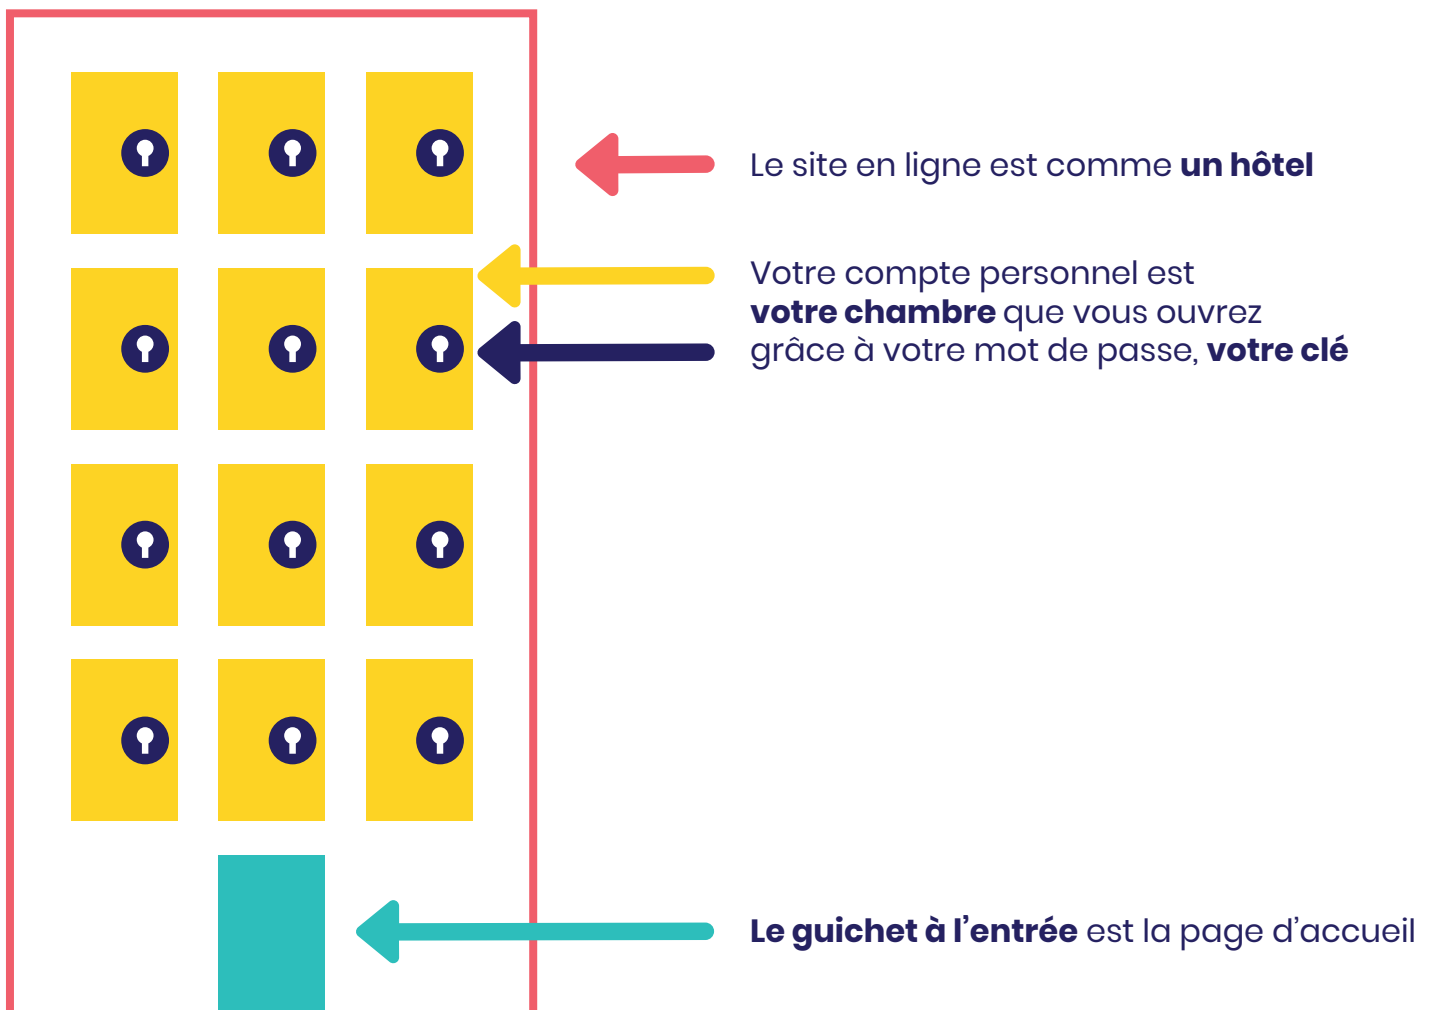 Le site en ligne est comme un hôtel
Votre compte personnel est
votre chambre que vous ouvrez
grâce à votre mot de passe, votre clé
Le guichet à l’entrée est la page d’accueil